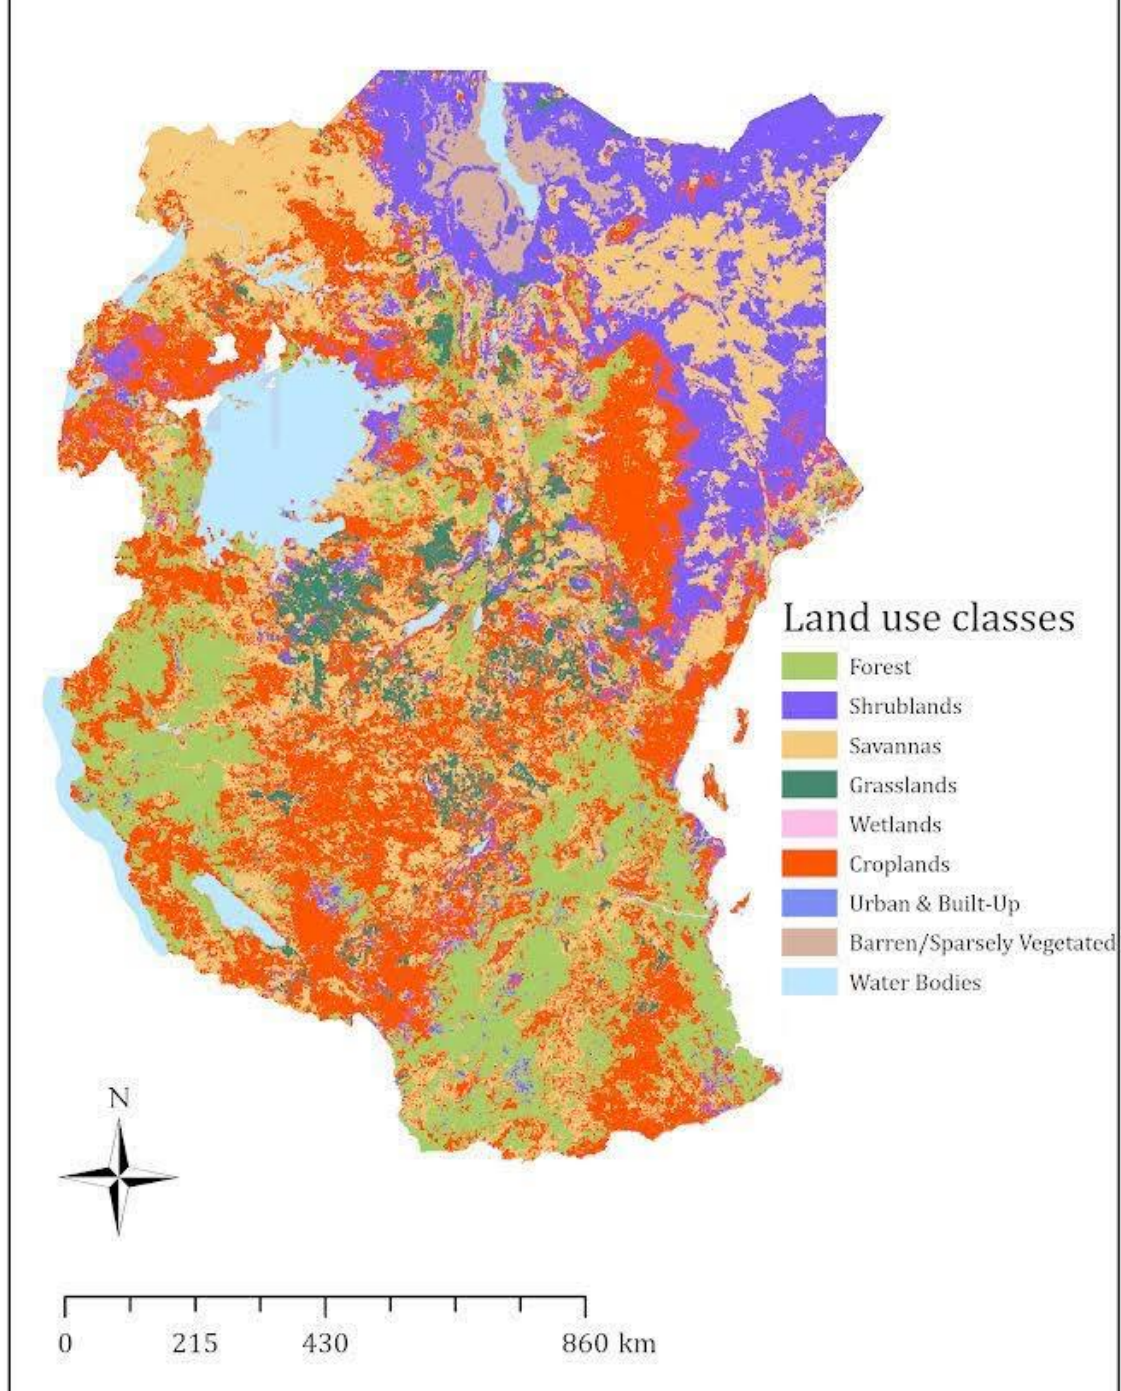 Land use classes
Forest
Shrublands
Savannas
Grasslands
Wetlands
Croplands
Urban & Built-Up
Barren/Sparsely Vegetated
Water Bodies
N
0 215 430 860 km